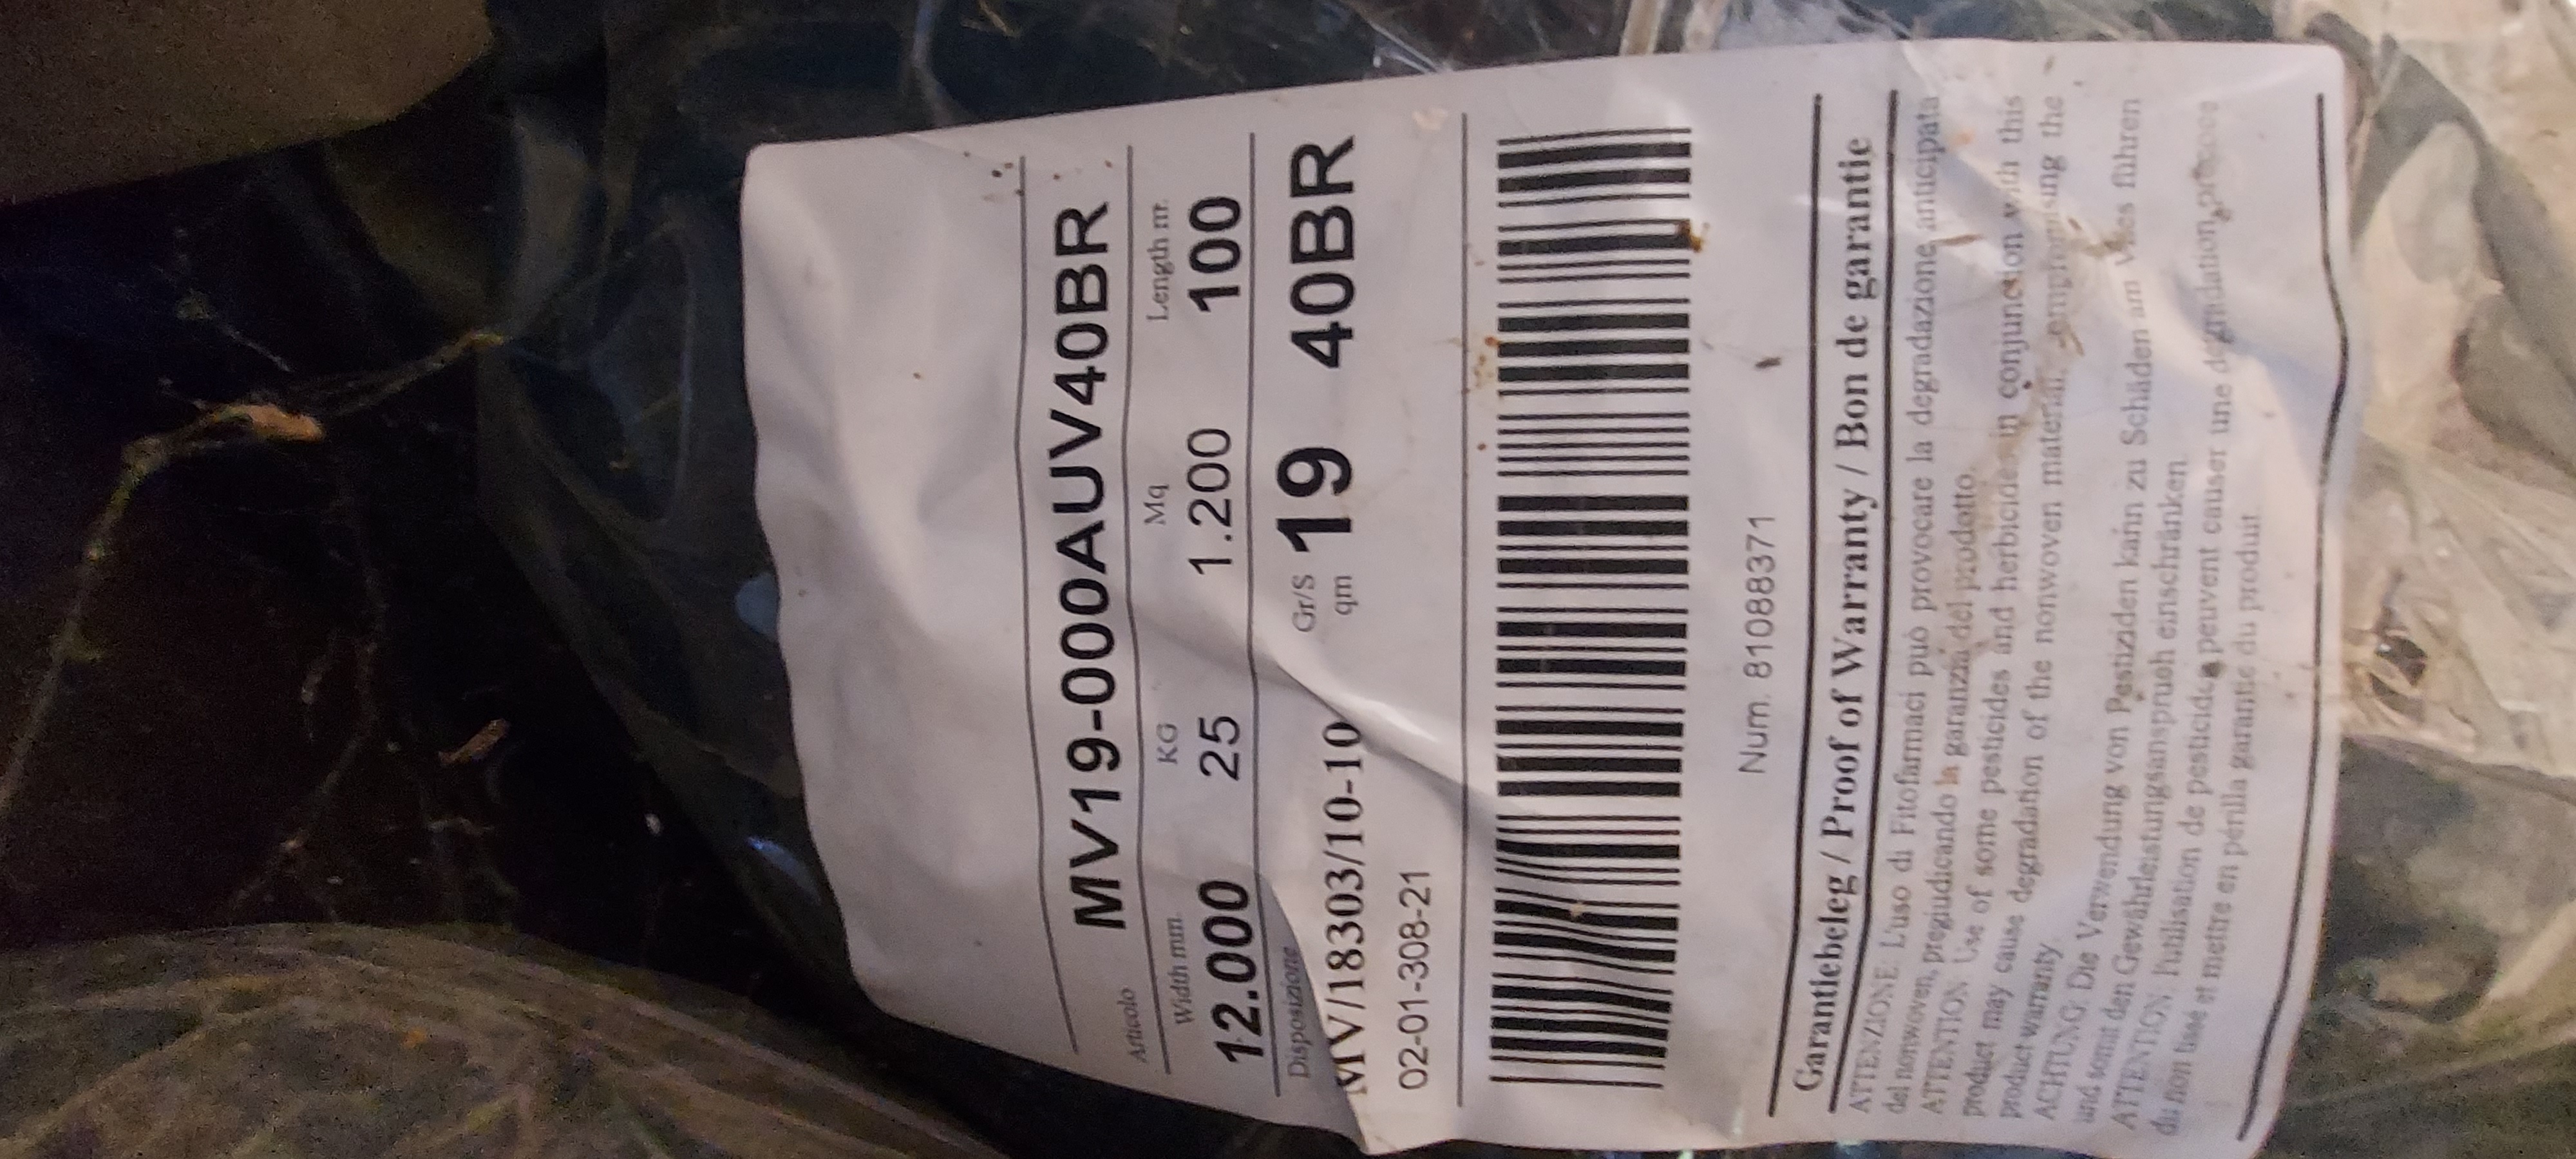 Articolo MV19-000AUV40BR
Width mm. KG Mq Length m.
12.000 25 1.200 100
Disposizione Gr/S qm 19 40BR
MV/18303/10-10
02-01-308-21
Num. 81088371
Garantiebeleg / Proof of Warranty / Bon de garantie
ATTENZIONE: L'uso di Fitofarmaci può provocare la degradazione anticipata
del nonwoven, pregiudicando la garanzia del prodotto.
ATTENTION: Use of some pesticides and herbicides in conjunction with this
product may cause degradation of the nonwoven material, the
product warranty
ACHTUNG: Die Verwendung von Pestiziden kann zu Schäden am Vlies führen
und somit den Gewährleistungsanspruch einschränken.
ATTENTION: l'utilisation de pesticides peuvent causer une dégradation précoce
du non tissé et mettre en périlla garantie du produit